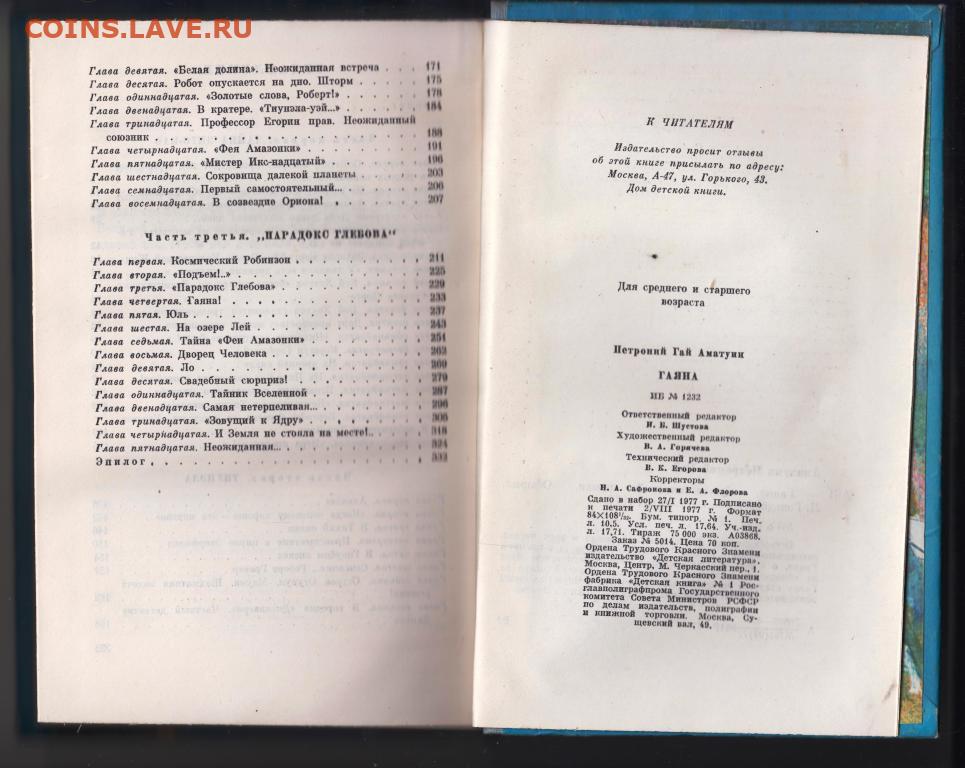 COINS.LAVE.RU
Глава девятая. «Белая долина». Неожиданная встреча . . . 171
Глава десятая. Робот опускается на дно. Шторм . . . . . 175
Глава одиннадцатая. «Золотые слова, Роберт!» . . . . . . 178
Глава двенадцатая. В кратере. «Тиунэла-уэй...» . . . . . . 184
Глава тринадцатая. Профессор Егорин прав. Неожиданный
союзник . . . . . . . . . . . . . . . . . . . 188
Глава четырнадцатая. «Фея Амазонки» . . . . . . . . . 191
Глава пятнадцатая. «Мистер Икс-надцатый» . . . . . . . 196
Глава шестнадцатая. Сокровища далекой планеты . . . . . 203
Глава семнадцатая. Первый самостоятельный... . . . . . . 206
Глава восемнадцатая. В созвездие Ориона! . . . . . . . . 207
Часть третья. „ПАРАДОКС ГЛЕБОВА“
Глава первая. Космический Робинзон . . . . . . . . . . 211
Глава вторая. «Подъем!..» . . . . . . . . . . . . . . 225
Глава третья. «Парадокс Глебова» . . . . . . . . . . . 229
Глава четвертая. Гаяна! . . . . . . . . . . . . . . . 233
Глава пятая. Юль . . . . . . . . . . . . . . . . . . 237
Глава шестая. На озере Лей . . . . . . . . . . . . . . 243
Глава седьмая. Тайна «Феи Амазонки» . . . . . . . . . . 251
Глава восьмая. Дворец Человека . . . . . . . . . . . . 262
Глава девятая. Ло . . . . . . . . . . . . . . . . . . 269
Глава десятая. Свадебный сюрприз! . . . . . . . . . . . 279
Глава одиннадцатая. Тайник Вселенной . . . . . . . . . 287
Глава двенадцатая. Самая нетерпеливая... . . . . . . . . 296
Глава тринадцатая. «Зовущий к Ядру» . . . . . . . . . . 305
Глава четырнадцатая. И Земля не стояла на месте!.. . . . . 318
Глава пятнадцатая. Неожиданная... . . . . . . . . . . . 324
Эпилог . . . . . . . . . . . . . . . . . . . . . . 332
К ЧИТАТЕЛЯМ
Издательство просит отзывы
об этой книге присылать по адресу:
Москва, А-47, ул. Горького, 43.
Дом детской книги.
Для среднего и старшего
возраста
Петроний Гай Аматуни
ГАЯНА
ИБ № 1232
Ответственный редактор
И. Б. Шустова
Художественный редактор
В. А. Горячева
Технический редактор
В. К. Егорова
Корректоры
Н. А. Сафронова и Е. А. Флорова
Сдано в набор 27/I 1977 г. Подписано
к печати 2/VIII 1977 г. Формат
84×108¹/₃₂. Бум. типогр. № 1. Печ.
л. 10.5. Усл. печ. л. 17,64. Уч.-изд.
л. 17,71. Тираж 75 000 экз. А03868.
Заказ № 5014. Цена 70 коп.
Ордена Трудового Красного Знамени
издательство «Детская литература».
Москва, Центр, М. Черкасский пер., 1.
Ордена Трудового Красного Знамени
фабрика «Детская книга» № 1 Рос-
главполиграфпрома Государственного
комитета Совета Министров РСФСР
по делам издательств, полиграфии
и книжной торговли. Москва, Су-
щевский вал, 49.